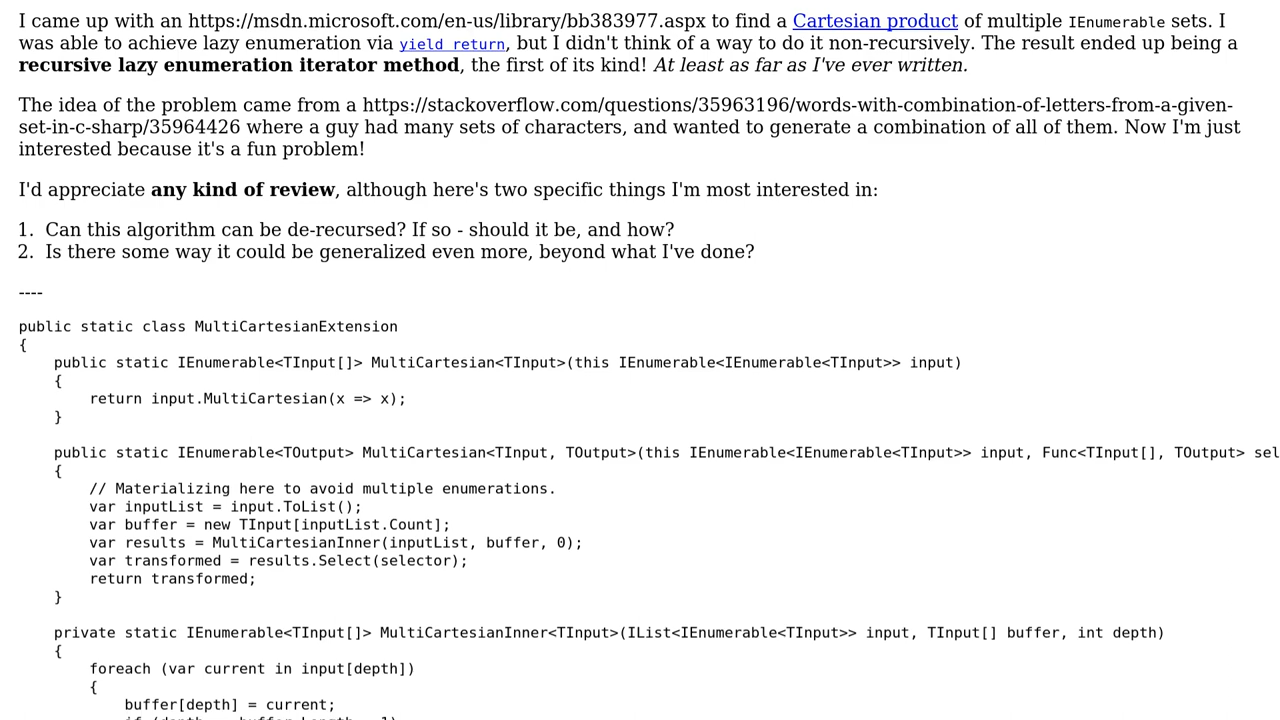 I came up with an https://msdn.microsoft.com/en-us/library/bb383977.aspx to find a Cartesian product of multiple IEnumerable sets. I
was able to achieve lazy enumeration via yield return, but I didn't think of a way to do it non-recursively. The result ended up being a
recursive lazy enumeration iterator method, the first of its kind! At least as far as I've ever written.
The idea of the problem came from a https://stackoverflow.com/questions/35963196/words-with-combination-of-letters-from-a-given-
set-in-c-sharp/35964426 where a guy had many sets of characters, and wanted to generate a combination of all of them. Now I'm just
interested because it's a fun problem!
I'd appreciate any kind of review, although here's two specific things I'm most interested in:
1. Can this algorithm can be de-recursed? If so - should it be, and how?
2. Is there some way it could be generalized even more, beyond what I've done?
----
public static class MultiCartesianExtension
{
    public static IEnumerable<TInput[]> MultiCartesian<TInput>(this IEnumerable<IEnumerable<TInput>> input)
    {
        return input.MultiCartesian(x => x);
    }
    public static IEnumerable<TOutput> MultiCartesian<TInput, TOutput>(this IEnumerable<IEnumerable<TInput>> input, Func<TInput[], TOutput> sel
    {
        // Materializing here to avoid multiple enumerations.
        var inputList = input.ToList();
        var buffer = new TInput[inputList.Count];
        var results = MultiCartesianInner(inputList, buffer, 0);
        var transformed = results.Select(selector);
        return transformed;
    }
    private static IEnumerable<TInput[]> MultiCartesianInner<TInput>(IList<IEnumerable<TInput>> input, TInput[] buffer, int depth)
    {
        foreach (var current in input[depth])
        {
            buffer[depth] = current;